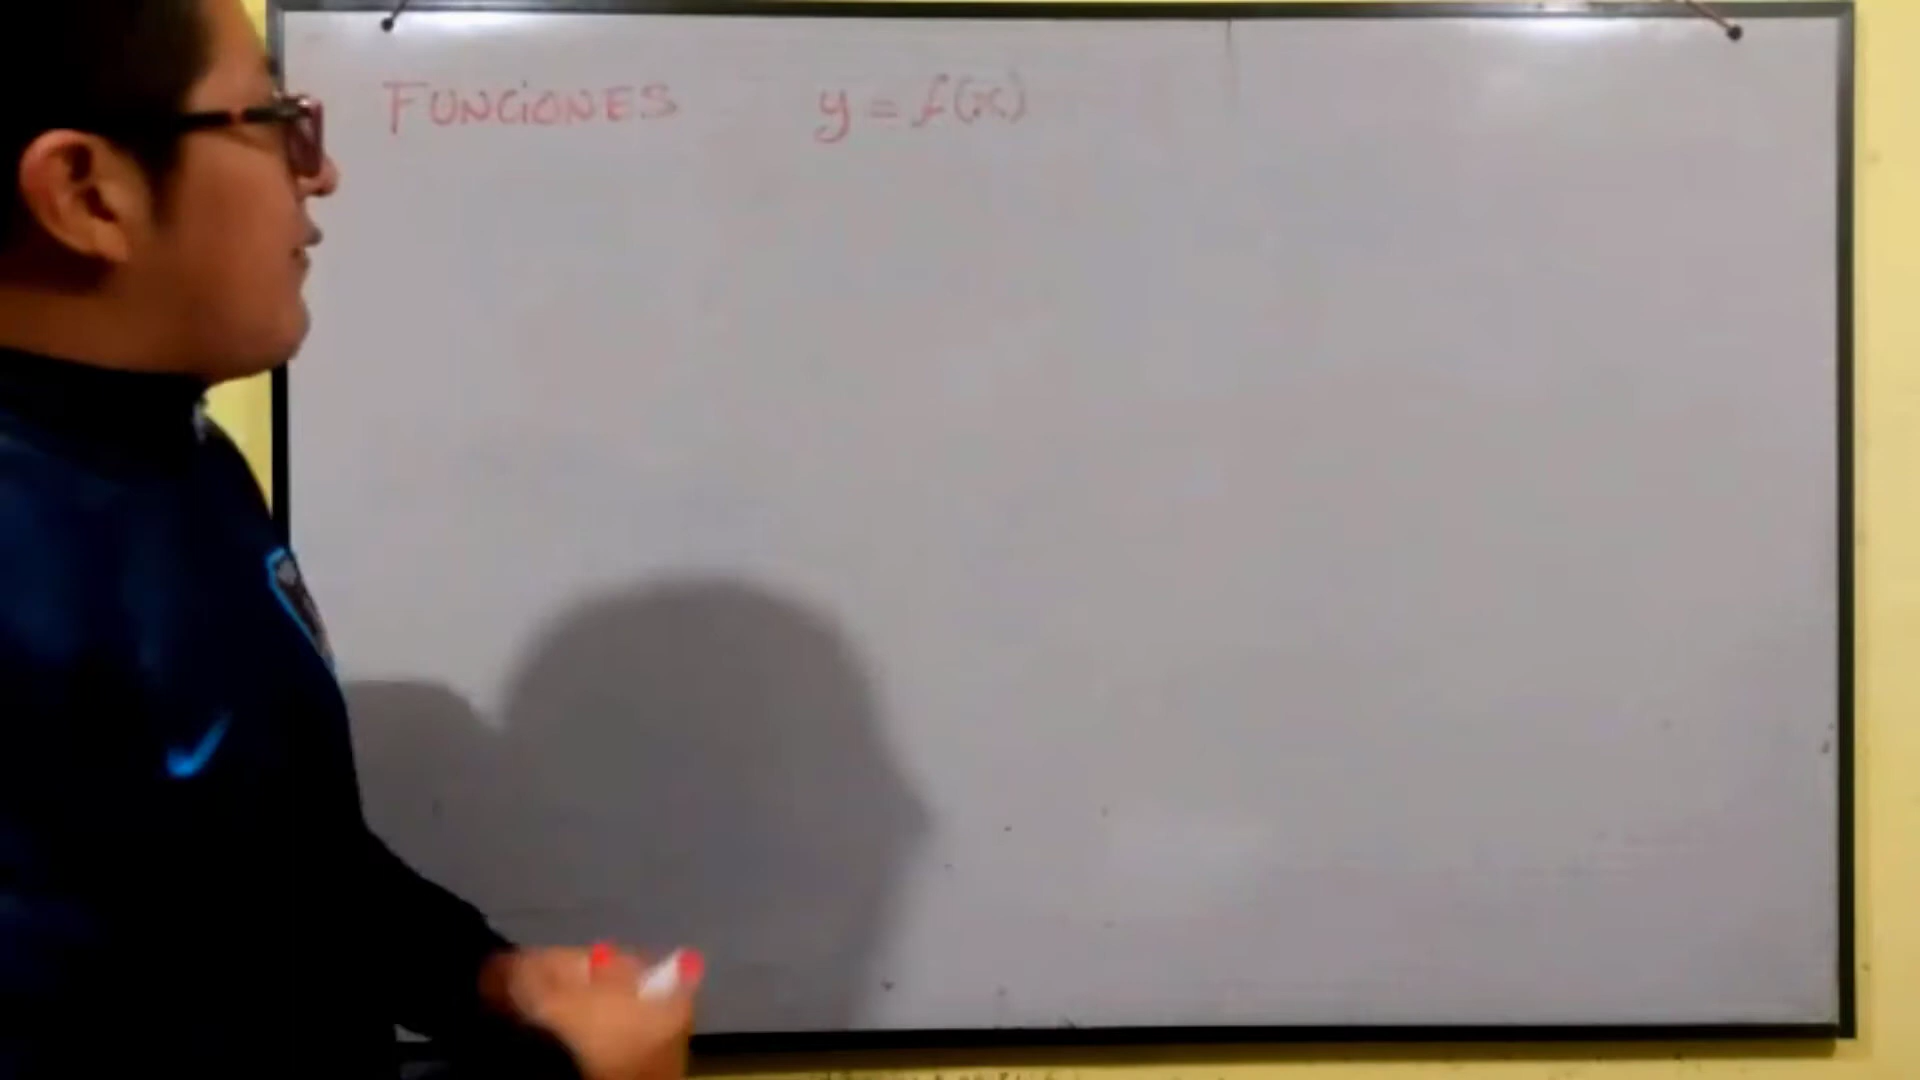 FUNCIONES y = f(x)